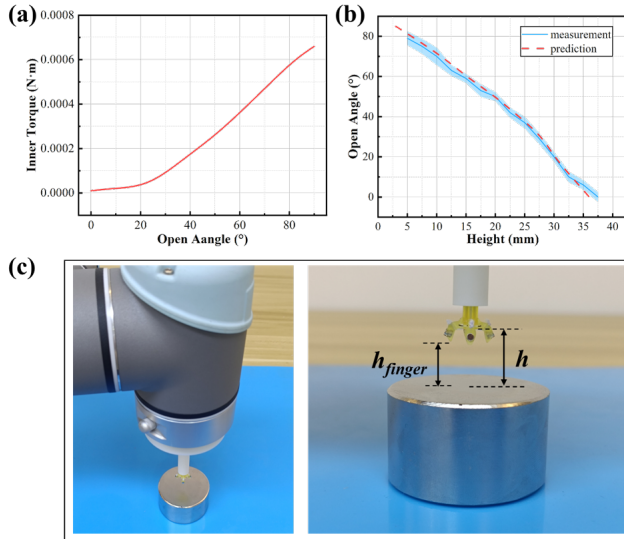 (a)
0.0008
0.0006
0.0004
0.0002
0.0000
Inner Torque (N·m)
0 20 40 60 80
Open Aangle (°)
(b)
measurement
prediction
80
60
40
20
0
Open Angle (°)
0 5 10 15 20 25 30 35 40
Height (mm)
(c)
h_finger
h